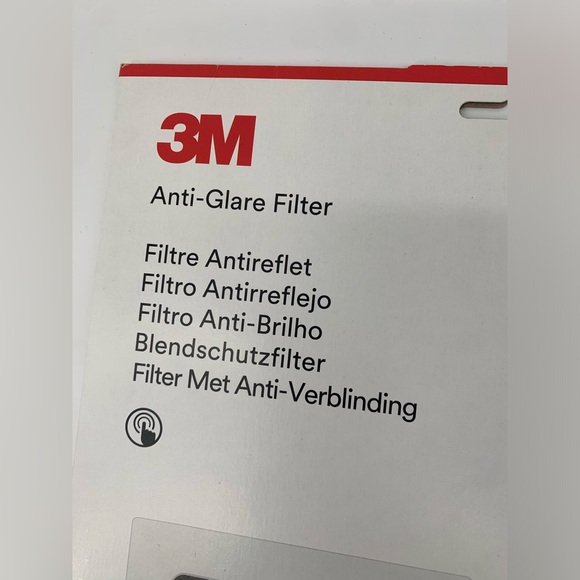 3M
Anti-Glare Filter
Filtre Antireflet
Filtro Antirreflejo
Filtro Anti-Brilho
Blendschutzfilter
Filter Met Anti-Verblinding